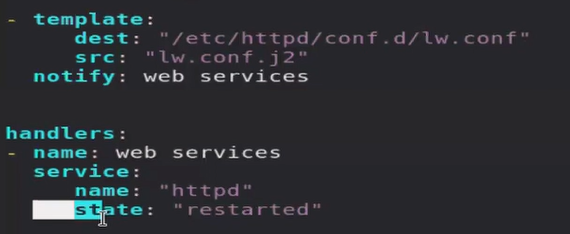 - template:
dest: "/etc/httpd/conf.d/lw.conf"
src: "lw.conf.j2"
notify: web services
handlers:
- name: web services
service:
name: "httpd"
state: "restarted"